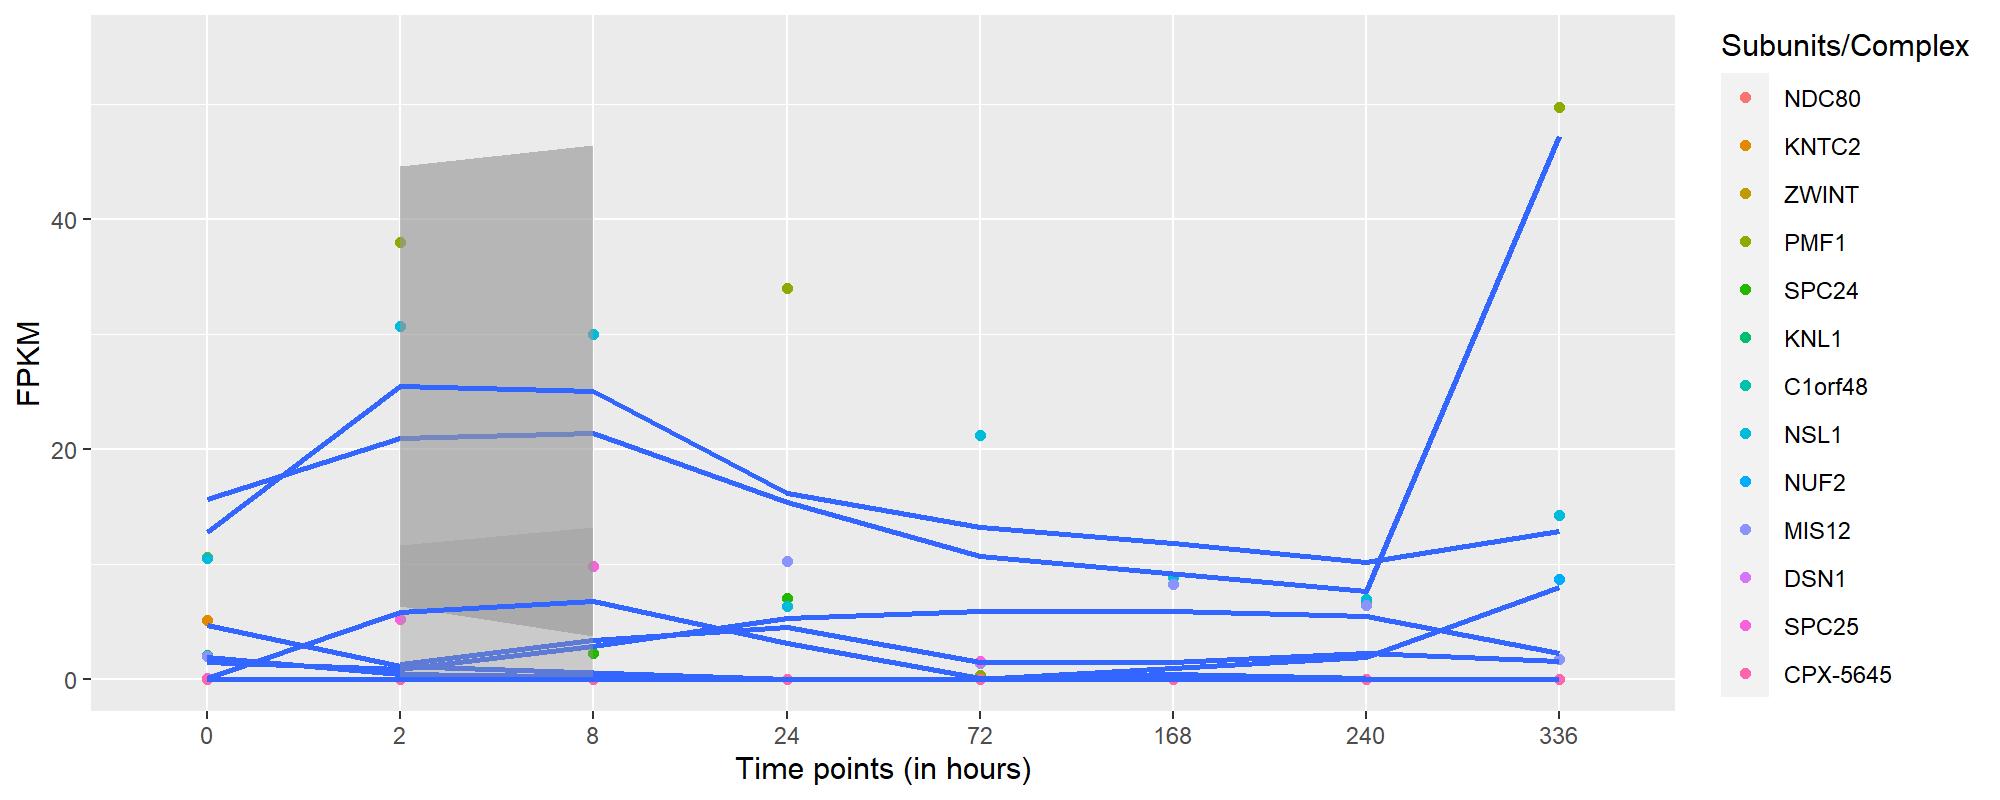 Subunits/Complex
NDC80
KNTC2
ZWINT
PMF1
SPC24
KNL1
C1orf48
NSL1
NUF2
MIS12
DSN1
SPC25
CPX-5645
FPKM
40
20
0
0 2 8 24 72 168 240 336
Time points (in hours)